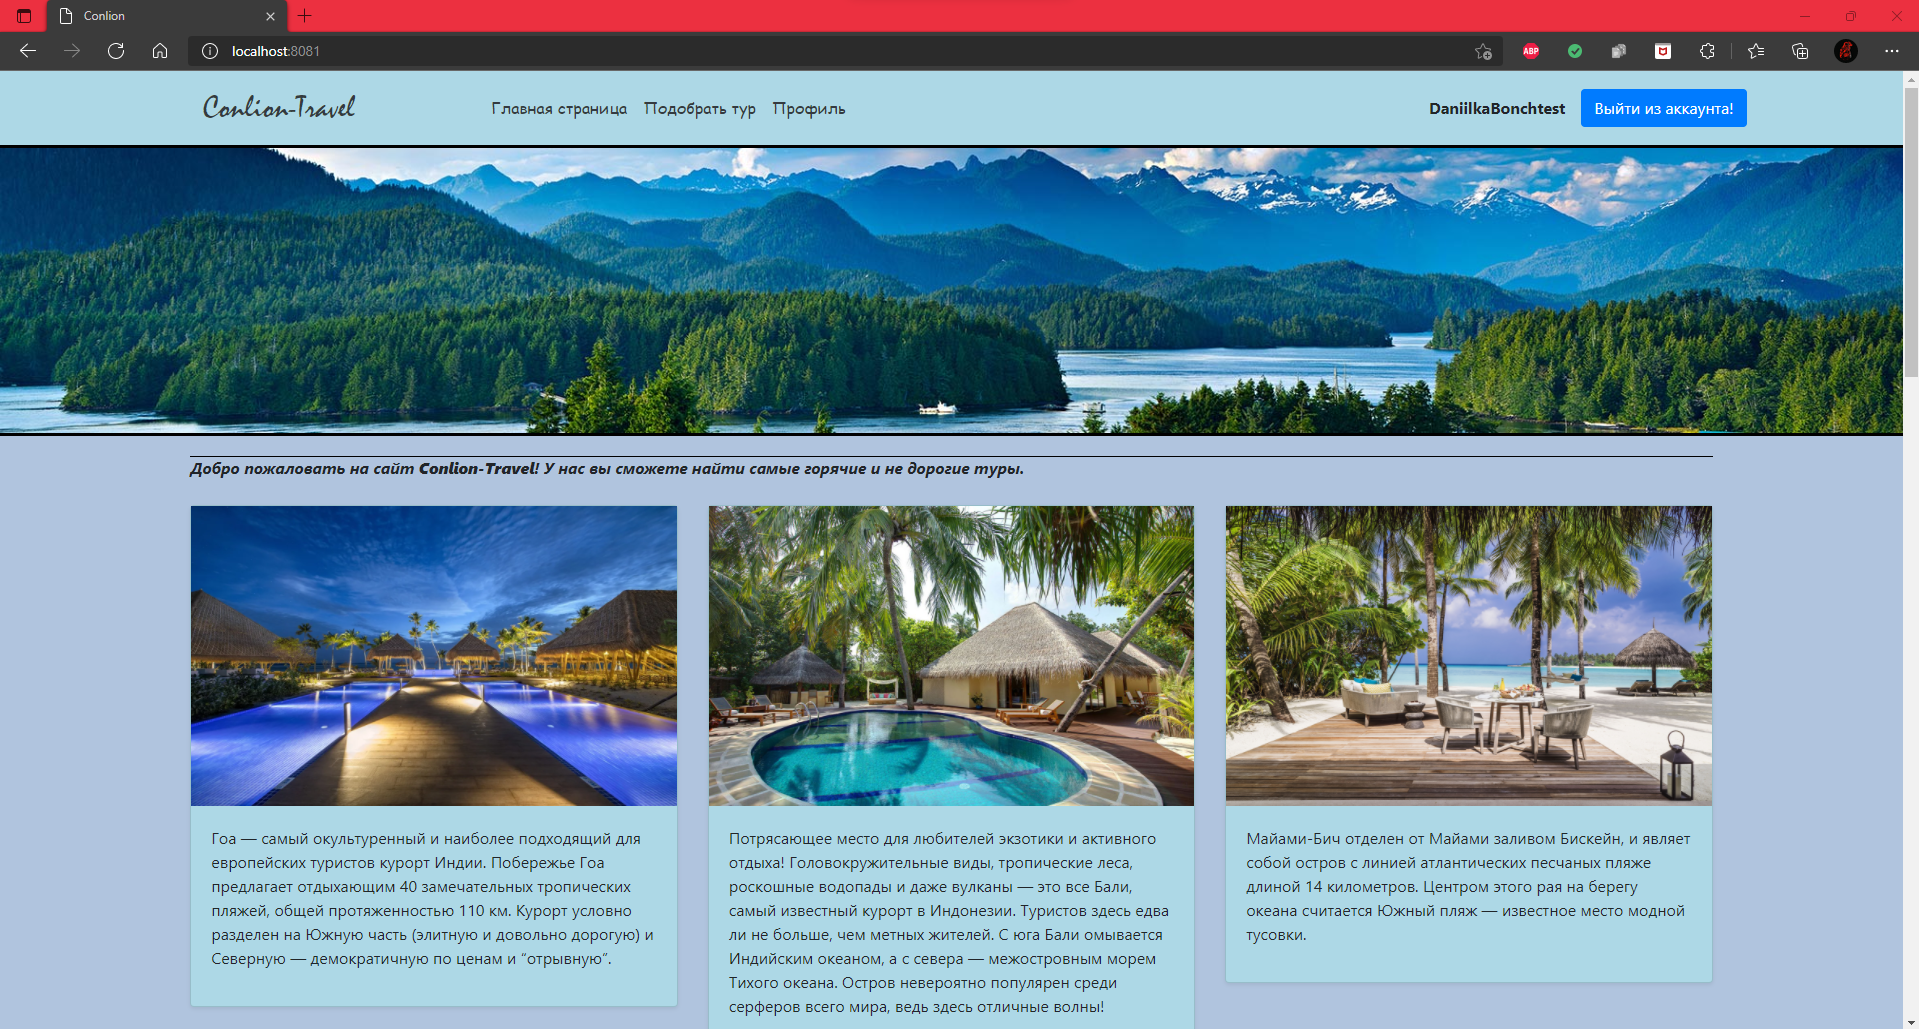 Conlion
localhost:8081
ABP
Conlion-Travel
Главная страница Подобрать тур Профиль
DaniilkaBonchtest
Выйти из аккаунта!
Добро пожаловать на сайт Conlion-Travel! У нас вы сможете найти самые горячие и не дорогие туры.
Гоа — самый окультуренный и наиболее подходящий для
европейских туристов курорт Индии. Побережье Гоа
предлагает отдыхающим 40 замечательных тропических
пляжей, общей протяженностью 110 км. Курорт условно
разделен на Южную часть (элитную и довольно дорогую) и
Северную — демократичную по ценам и “отрывную”.
Потрясающее место для любителей экзотики и активного
отдыха! Головокружительные виды, тропические леса,
роскошные водопады и даже вулканы — это все Бали,
самый известный курорт в Индонезии. Туристов здесь едва
ли не больше, чем метных жителей. С юга Бали омывается
Индийским океаном, а с севера — межостровным морем
Тихого океана. Остров невероятно популярен среди
серферов всего мира, ведь здесь отличные волны!
Майами-Бич отделен от Майами заливом Бискейн, и являет
собой остров с линией атлантических песчаных пляже
длиной 14 километров. Центром этого рая на берегу
океана считается Южный пляж — известное место модной
тусовки.